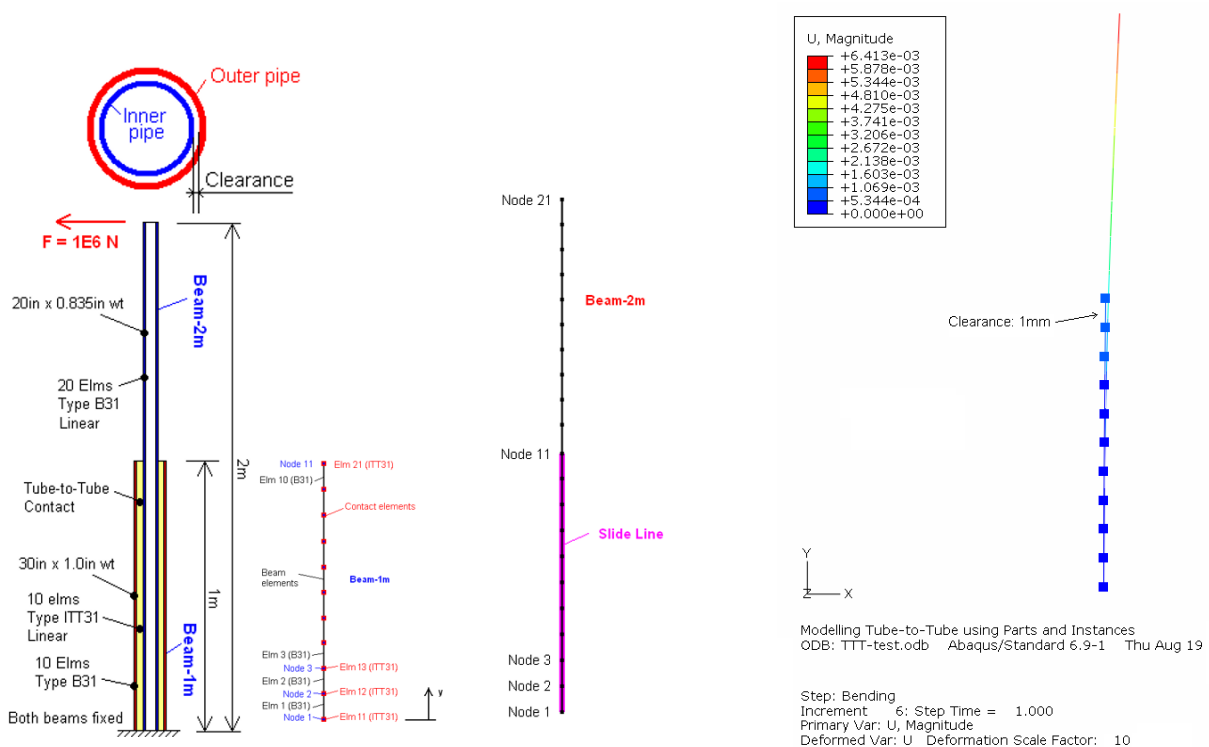 Outer pipe
Inner
pipe
Clearance
F = 1E6 N
Beam-2m
20in x 0.835in wt
20 Elms
Type B31
Linear
2m
Tube-to-Tube
Contact
30in x 1.0in wt
10 elms
Type ITT31
Linear
10 Elms
Type B31
1m
Beam-1m
Both beams fixed
Node 11
Elm 21 (ITT31)
Elm 10 (B31)
Contact elements
Beam
elements
Beam-1m
Elm 3 (B31)
Node 3
Elm 13 (ITT31)
Elm 2 (B31)
Node 2
Elm 12 (ITT31)
Elm 1 (B31)
Node 1
Elm 11 (ITT31)
y
Node 21
Beam-2m
Node 11
Slide Line
Node 3
Node 2
Node 1
U, Magnitude
+6.413e-03
+5.878e-03
+5.344e-03
+4.810e-03
+4.275e-03
+3.741e-03
+3.206e-03
+2.672e-03
+2.138e-03
+1.603e-03
+1.069e-03
+5.344e-04
+0.000e+00
Clearance: 1mm
Y
Z
X
Modelling Tube-to-Tube using Parts and Instances
ODB: TTT-test.odb Abaqus/Standard 6.9-1 Thu Aug 19
Step: Bending
Increment 6: Step Time = 1.000
Primary Var: U, Magnitude
Deformed Var: U Deformation Scale Factor: 10